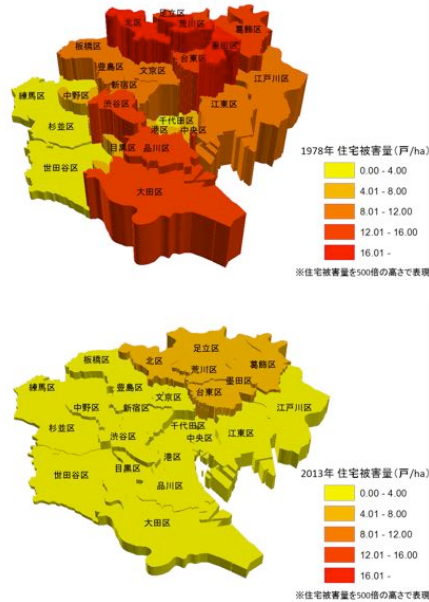 足立区
北区
荒川区
葛飾区
板橋区
墨田区
台東区
豊島区
文京区
江戸川区
新宿区
練馬区
中野区
渋谷区
江東区
杉並区
千代田区
港区
中央区
目黒区
品川区
世田谷区
大田区
1978年 住宅被害量(戸/ha)
0.00 - 4.00
4.01 - 8.00
8.01 - 12.00
12.01 - 16.00
16.01 -
※住宅被害量を500倍の高さで表現
足立区
板橋区
北区
葛飾区
荒川区
練馬区
豊島区
墨田区
文京区
台東区
中野区
新宿区
江戸川区
杉並区
千代田区
渋谷区
中央区
江東区
港区
世田谷区
目黒区
品川区
大田区
2013年 住宅被害量(戸/ha)
0.00 - 4.00
4.01 - 8.00
8.01 - 12.00
12.01 - 16.00
16.01 -
※住宅被害量を500倍の高さで表現